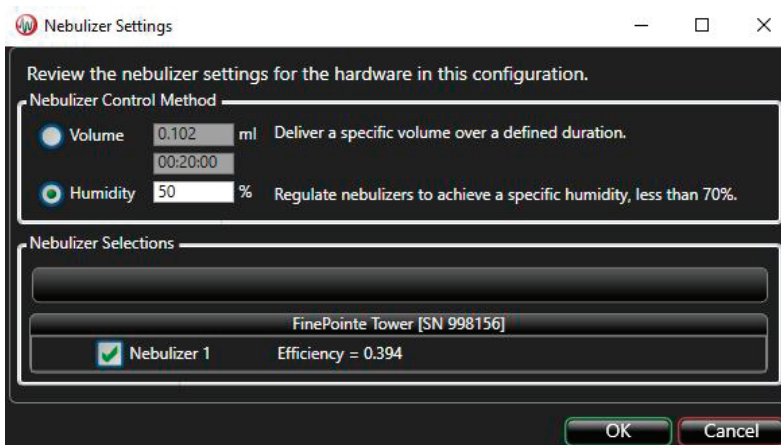 Nebulizer Settings
Review the nebulizer settings for the hardware in this configuration.
Nebulizer Control Method
Volume 0.102 ml Deliver a specific volume over a defined duration.
00:20:00
Humidity 50 % Regulate nebulizers to achieve a specific humidity, less than 70%.
Nebulizer Selections
FinePointe Tower [SN 998156]
Nebulizer 1 Efficiency = 0.394
OK Cancel